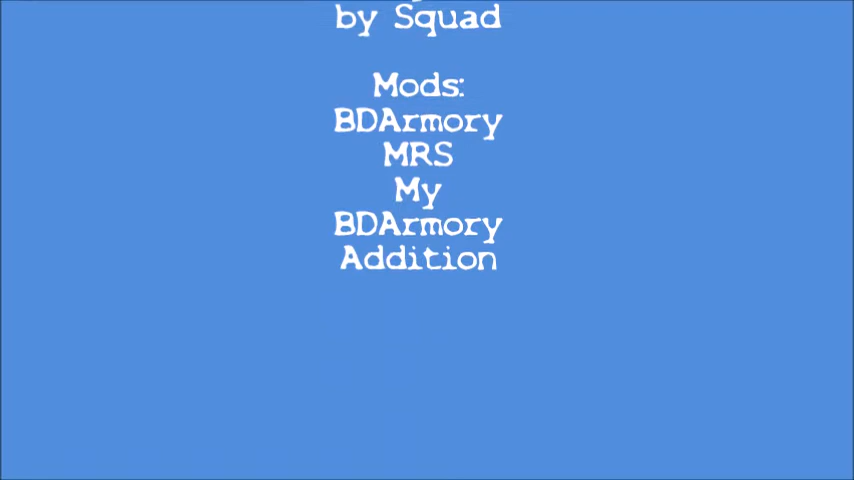 by Squad
Mods:
BDArmory
MRS
My
BDArmory
Addition